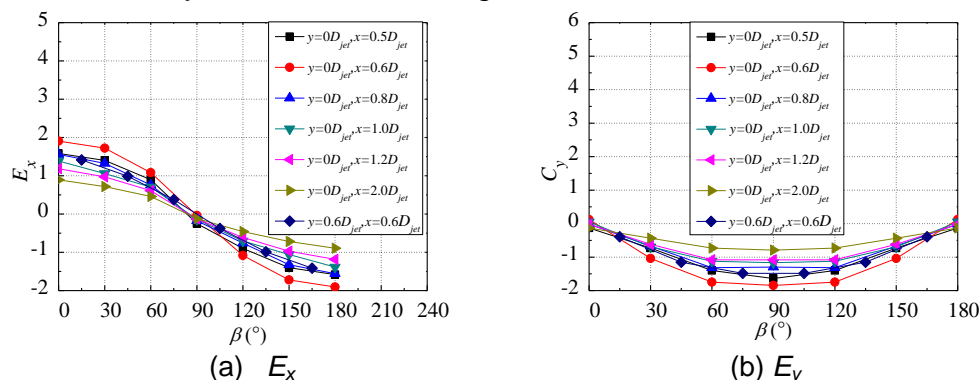 5
4
3
2
1
0
-1
-2
E_x
0 30 60 90 120 150 180 210 240
β(°)
y=0D_jet,x=0.5D_jet
y=0D_jet,x=0.6D_jet
y=0D_jet,x=0.8D_jet
y=0D_jet,x=1.0D_jet
y=0D_jet,x=1.2D_jet
y=0D_jet,x=2.0D_jet
y=0.6D_jet,x=0.6D_jet
(a) E_x
6
5
4
3
2
1
0
-1
-2
C_y
0 30 60 90 120 150 180
β(°)
y=0D_jet,x=0.5D_jet
y=0D_jet,x=0.6D_jet
y=0D_jet,x=0.8D_jet
y=0D_jet,x=1.0D_jet
y=0D_jet,x=1.2D_jet
y=0D_jet,x=2.0D_jet
y=0.6D_jet,x=0.6D_jet
(b) E_y